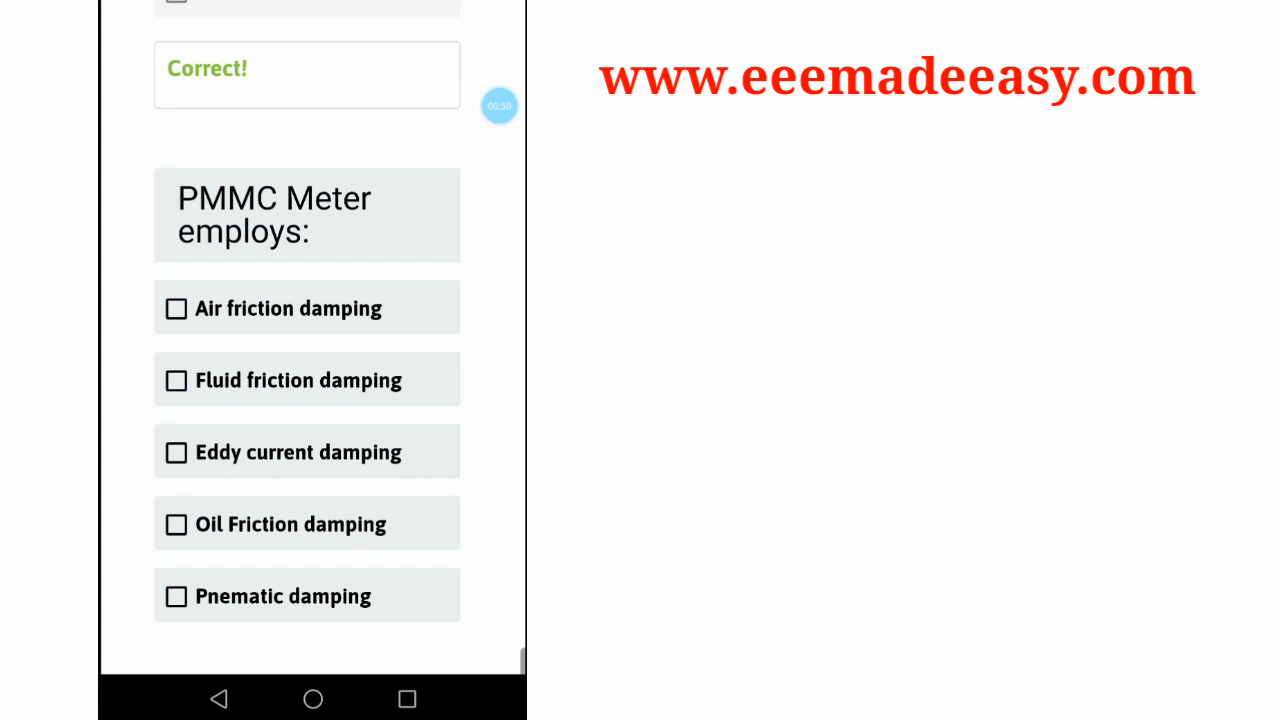 www.eeemadeeasy.com
Correct!
00:50
PMMC Meter
employs:
Air friction damping
Fluid friction damping
Eddy current damping
Oil Friction damping
Pnematic damping